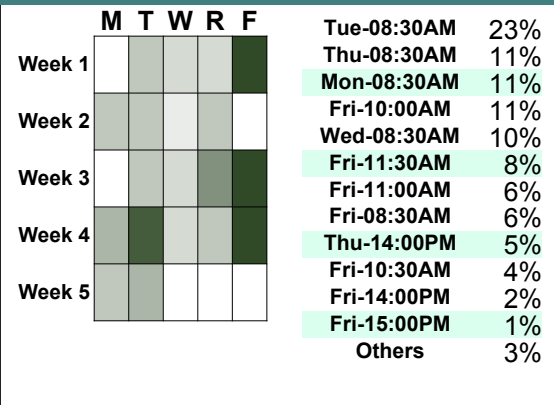 M T W R F
Week 1
Week 2
Week 3
Week 4
Week 5
Tue-08:30AM 23%
Thu-08:30AM 11%
Mon-08:30AM 11%
Fri-10:00AM 11%
Wed-08:30AM 10%
Fri-11:30AM 8%
Fri-11:00AM 6%
Fri-08:30AM 6%
Thu-14:00PM 5%
Fri-10:30AM 4%
Fri-14:00PM 2%
Fri-15:00PM 1%
Others 3%